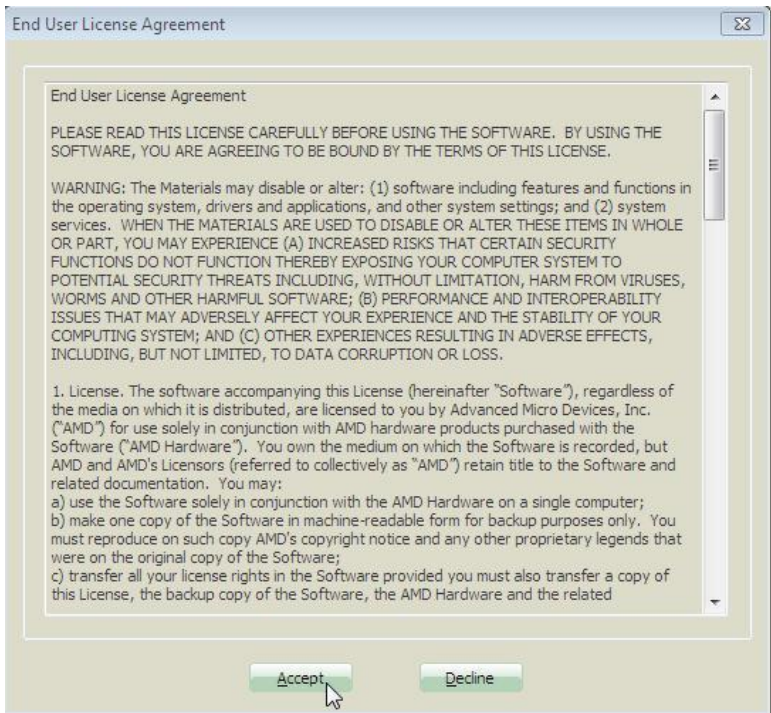 End User License Agreement
End User License Agreement
PLEASE READ THIS LICENSE CAREFULLY BEFORE USING THE SOFTWARE.  BY USING THE
SOFTWARE, YOU ARE AGREEING TO BE BOUND BY THE TERMS OF THIS LICENSE.
WARNING: The Materials may disable or alter: (1) software including features and functions in
the operating system, drivers and applications, and other system settings; and (2) system
services.  WHEN THE MATERIALS ARE USED TO DISABLE OR ALTER THESE ITEMS IN WHOLE
OR PART, YOU MAY EXPERIENCE (A) INCREASED RISKS THAT CERTAIN SECURITY
FUNCTIONS DO NOT FUNCTION THEREBY EXPOSING YOUR COMPUTER SYSTEM TO
POTENTIAL SECURITY THREATS INCLUDING, WITHOUT LIMITATION, HARM FROM VIRUSES,
WORMS AND OTHER HARMFUL SOFTWARE; (B) PERFORMANCE AND INTEROPERABILITY
ISSUES THAT MAY ADVERSELY AFFECT YOUR EXPERIENCE AND THE STABILITY OF YOUR
COMPUTING SYSTEM; AND (C) OTHER EXPERIENCES RESULTING IN ADVERSE EFFECTS,
INCLUDING, BUT NOT LIMITED, TO DATA CORRUPTION OR LOSS.
1. License. The software accompanying this License (hereinafter "Software"), regardless of
the media on which it is distributed, are licensed to you by Advanced Micro Devices, Inc.
("AMD") for use solely in conjunction with AMD hardware products purchased with the
Software ("AMD Hardware").  You own the medium on which the Software is recorded, but
AMD and AMD's Licensors (referred to collectively as "AMD") retain title to the Software and
related documentation.  You may:
a) use the Software solely in conjunction with the AMD Hardware on a single computer;
b) make one copy of the Software in machine-readable form for backup purposes only.  You
must reproduce on such copy AMD's copyright notice and any other proprietary legends that
were on the original copy of the Software;
c) transfer all your license rights in the Software provided you must also transfer a copy of
this License, the backup copy of the Software, the AMD Hardware and the related
Accept
Decline